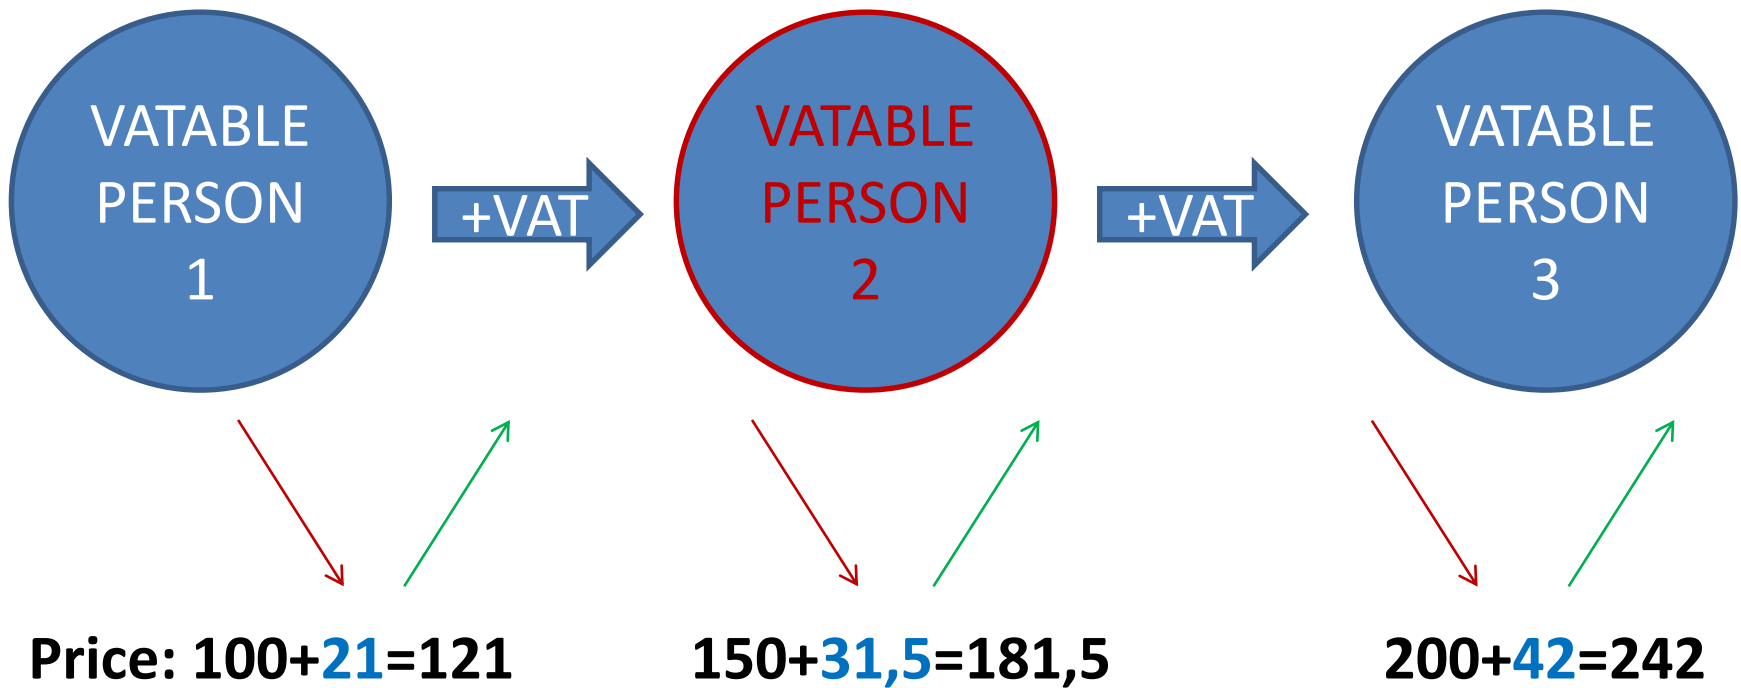 VATABLE
PERSON
1
+VAT
VATABLE
PERSON
2
+VAT
VATABLE
PERSON
3
Price: 100+21=121
150+31,5=181,5
200+42=242